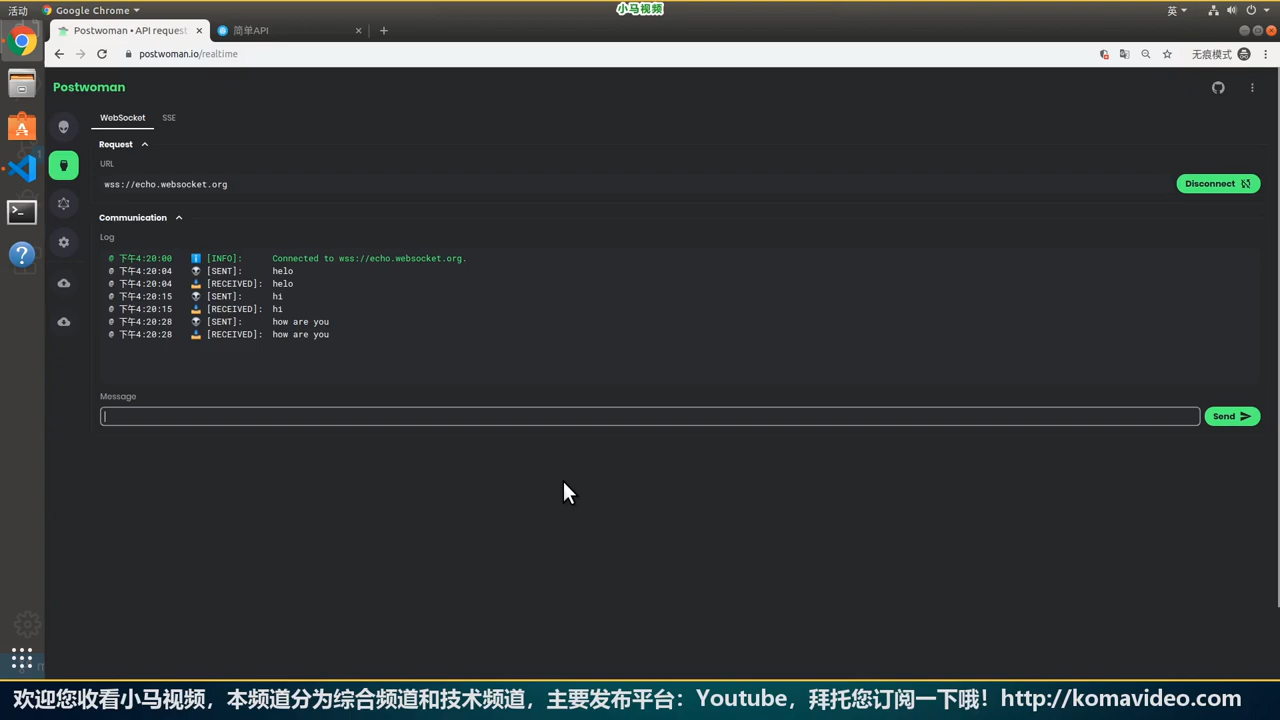 活动
Google Chrome
小马视频
英
Postwoman • API request
简单API
postwoman.io/realtime
无痕模式
Postwoman
WebSocket
SSE
Request
URL
wss://echo.websocket.org
Disconnect
Communication
Log
@ 下午4:20:00 [INFO]: Connected to wss://echo.websocket.org.
@ 下午4:20:04 [SENT]: helo
@ 下午4:20:04 [RECEIVED]: helo
@ 下午4:20:15 [SENT]: hi
@ 下午4:20:15 [RECEIVED]: hi
@ 下午4:20:28 [SENT]: how are you
@ 下午4:20:28 [RECEIVED]: how are you
Message
Send
欢迎您收看小马视频，本频道分为综合频道和技术频道，主要发布平台：Youtube，拜托您订阅一下哦！http://komavideo.com